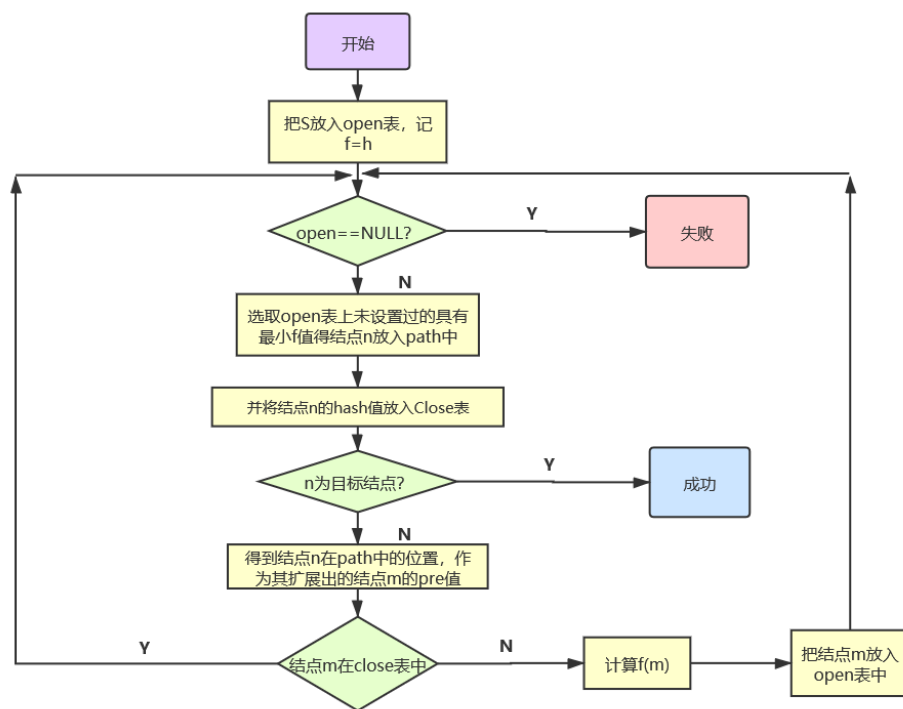 开始
把S放入open表，记
f=h
open==NULL？
Y
失败
N
选取open表上未设置过的具有
最小f值得结点n放入path中
并将结点n的hash值放入Close表
n为目标结点？
Y
成功
N
得到结点n在path中的位置，作
为其扩展出的结点m的pre值
Y
结点m在close表中
N
计算f(m)
把结点m放入
open表中